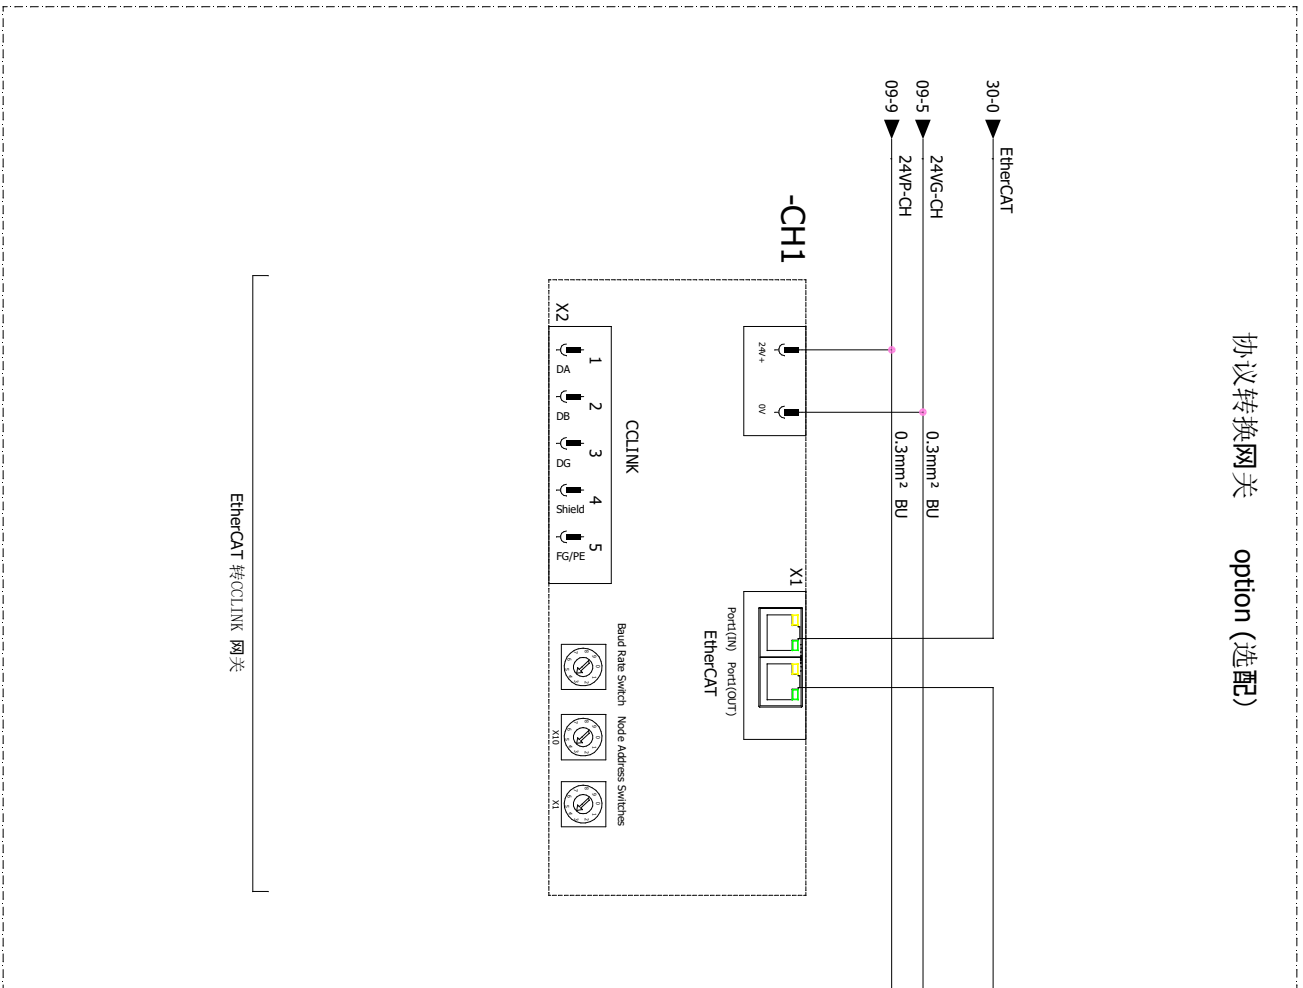 协议转换网关 option (选配)
30-0
EtherCAT
09-5
24VG-CH
09-9
24VP-CH
0.3mm² BU
0.3mm² BU
-CH1
24V+
0V
X1
Port1(IN) Port1(OUT)
EtherCAT
X2
CCLINK
1
2
3
4
5
DA
DB
DG
Shield
FG/PE
Baud Rate Switch
Node Address Switches
X10
X1
EtherCAT 转CCLINK 网关